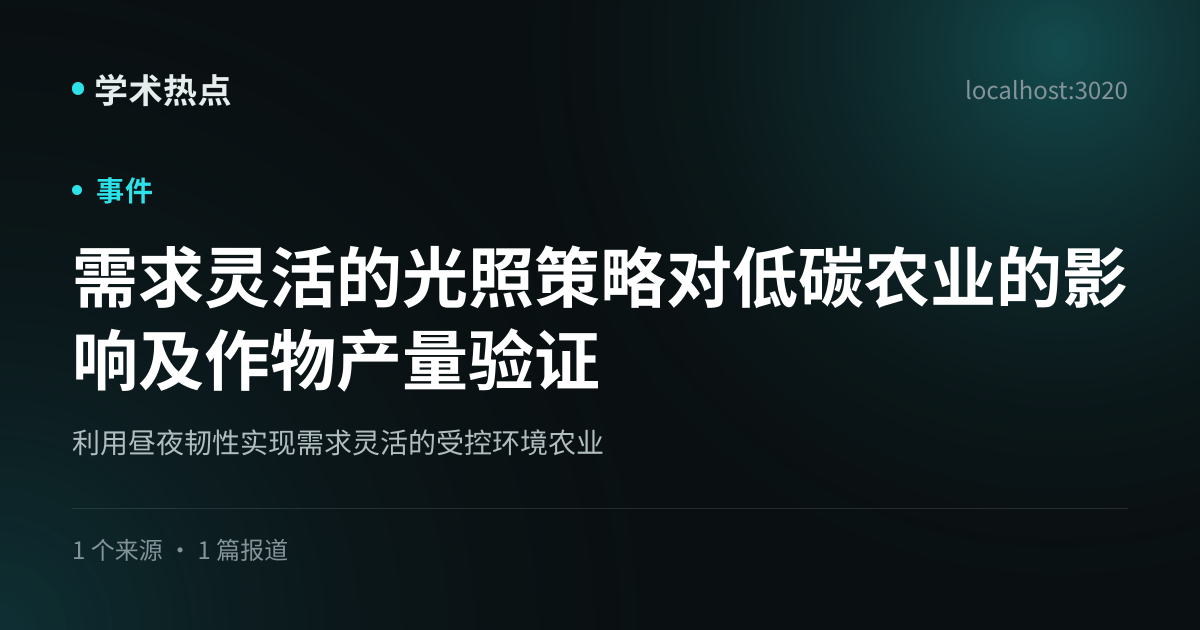 学术热点
localhost:3020
事件
需求灵活的光照策略对低碳农业的影
响及作物产量验证
利用昼夜韧性实现需求灵活的受控环境农业
1 个来源 · 1 篇报道